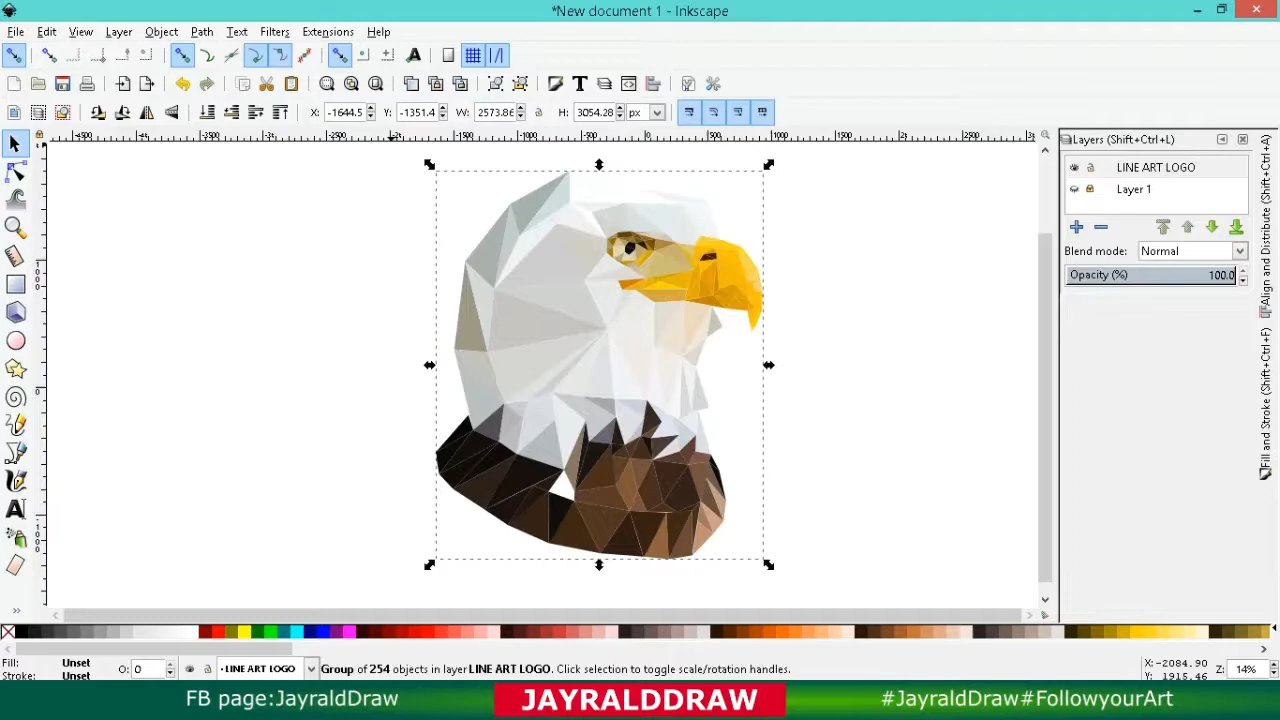 *New document 1 - Inkscape
File Edit View Layer Object Path Text Filters Extensions Help
X: -1644.5 Y: -1351.4 W: 2573.86 H: 3054.28 px
Layers (Shift+Ctrl+L)
LINE ART LOGO
Layer 1
Blend mode: Normal
Opacity (%) 100.0
Align and Distribute (Shift+Ctrl+A)
Fill and Stroke (Shift+Ctrl+F)
Fill: Unset
Stroke: Unset
O: 0
LINE ART LOGO
Group of 254 objects in layer LINE ART LOGO. Click selection to toggle scale/rotation handles.
X: -2084.90
Y: 1915.46
Z: 14%
FB page:JayraldDraw
JAYRALDDRAW
#JayraldDraw#FollowyourArt